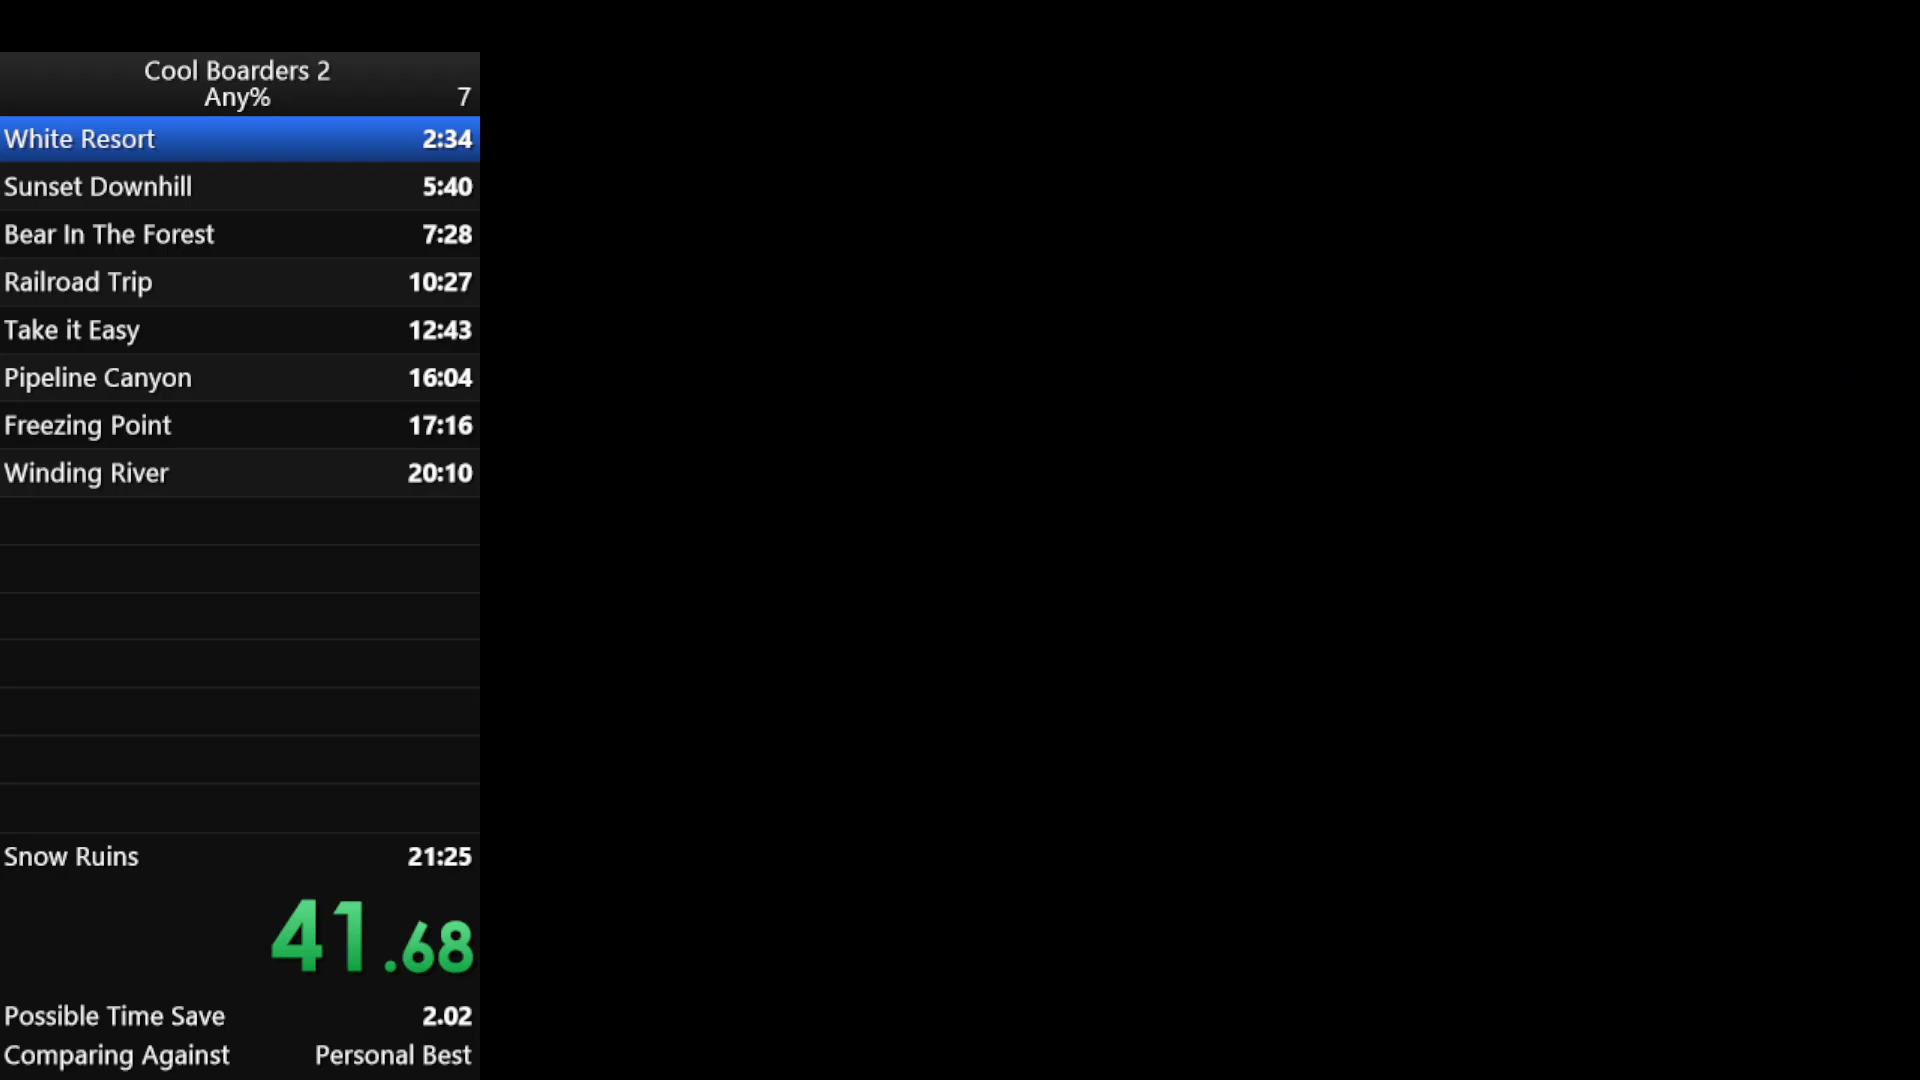 Cool Boarders 2
Any% 7
White Resort 2:34
Sunset Downhill 5:40
Bear In The Forest 7:28
Railroad Trip 10:27
Take it Easy 12:43
Pipeline Canyon 16:04
Freezing Point 17:16
Winding River 20:10
Snow Ruins 21:25
41.68
Possible Time Save 2.02
Comparing Against Personal Best